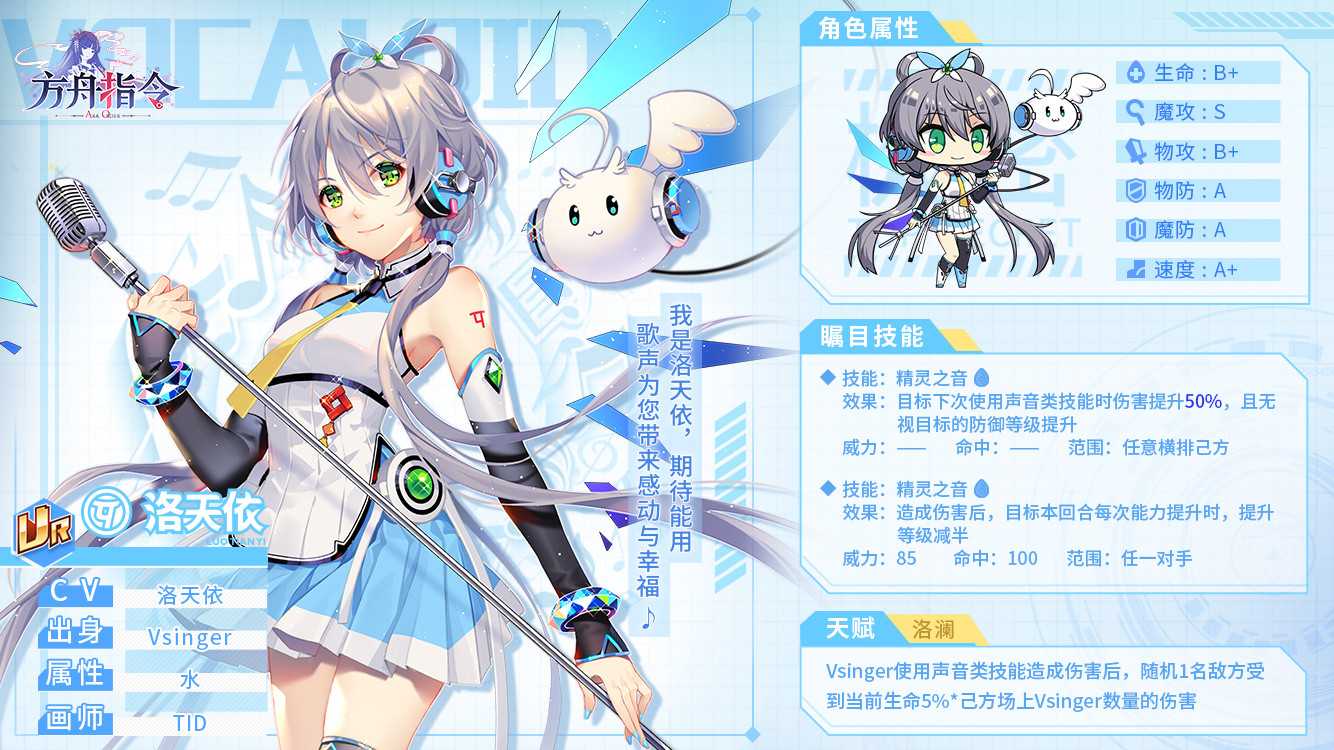 VOCALOID
方舟指令
ARK ORDER
我是洛天依，期待能用
歌声为您带来感动与幸福♪
UR
洛天依
LUO TIANYI
CV 洛天依
出身 Vsinger
属性 水
画师 TID
角色属性
生命：B+
魔攻：S
物攻：B+
物防：A
魔防：A
速度：A+
瞩目技能
技能：精灵之音
效果：目标下次使用声音类技能时伤害提升50%，且无
视目标的防御等级提升
威力：—— 命中：—— 范围：任意横排己方
技能：精灵之音
效果：造成伤害后，目标本回合每次能力提升时，提升
等级减半
威力：85 命中：100 范围：任一对手
天赋 洛澜
Vsinger使用声音类技能造成伤害后，随机1名敌方受
到当前生命5%*己方场上Vsinger数量的伤害